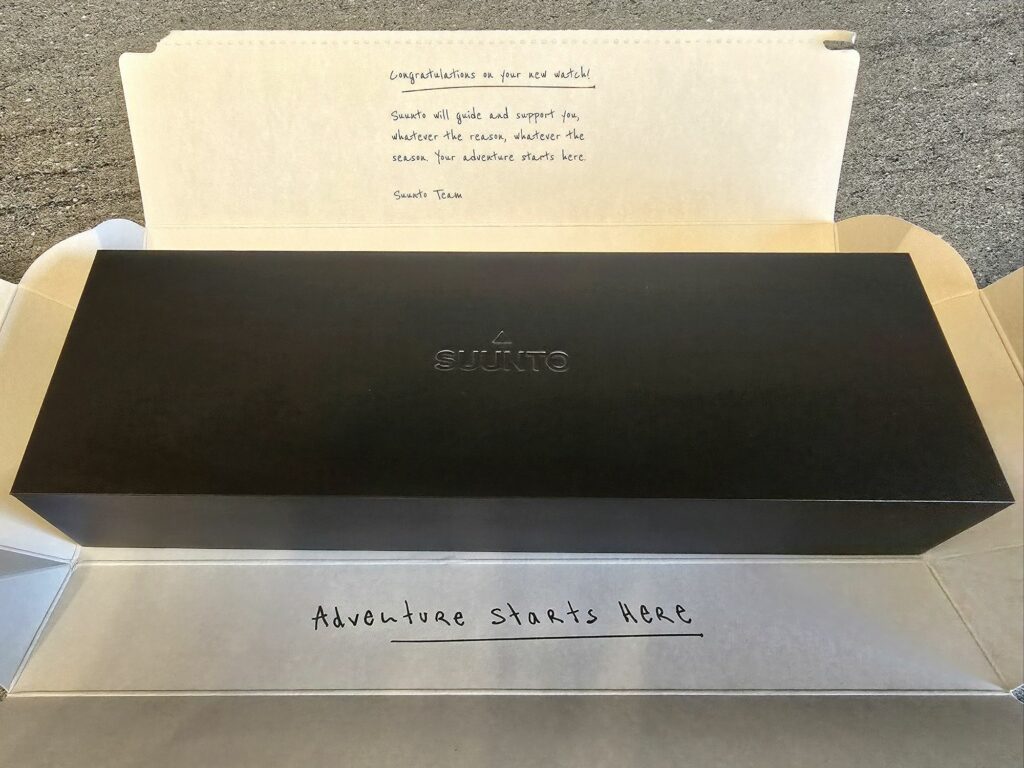 Congratulations on your new watch!
Suunto will guide and support you,
whatever the reason, whatever the
season. Your adventure starts here.
Suunto Team
SUUNTO
Adventure Starts Here